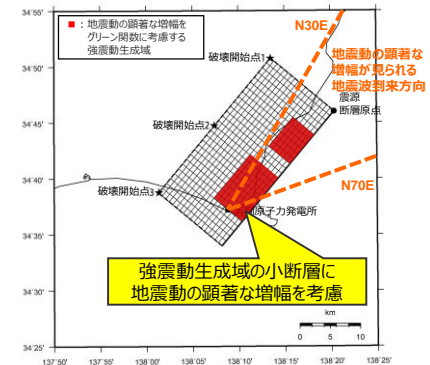 ■：地震動の顕著な増幅を
グリーン関数に考慮する
強震動生成域
N30E
地震動の顕著な
増幅が見られる
地震波到来方向
破壊開始点1
震源
断層原点
破壊開始点2
N70E
破壊開始点3
原子力発電所
強震動生成域の小断層に
地震動の顕著な増幅を考慮
km
0 5 10
34˚55'
34˚50'
34˚45'
34˚40'
34˚35'
34˚30'
34˚25'
137˚50' 137˚55' 138˚00' 138˚05' 138˚10' 138˚15' 138˚20' 138˚25'